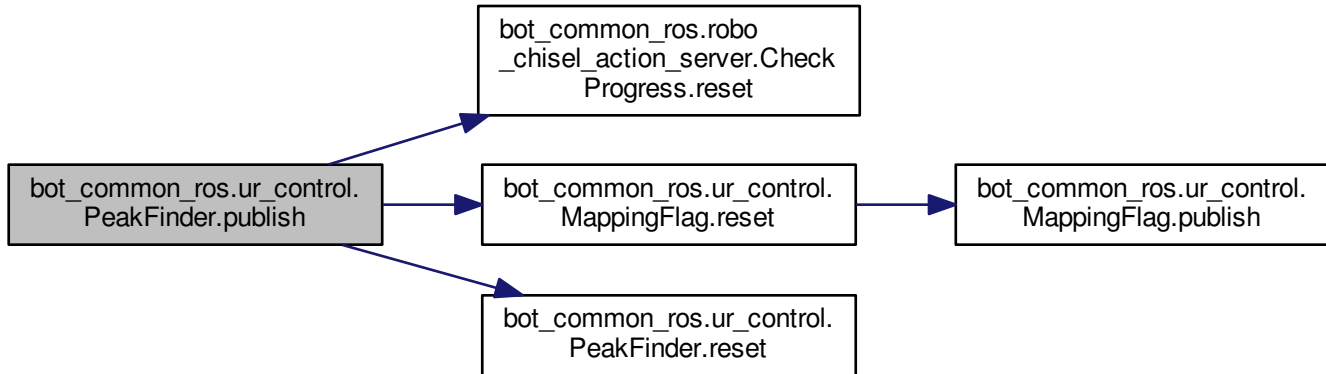 bot_common_ros.robo
_chisel_action_server.Check
Progress.reset
bot_common_ros.ur_control.
PeakFinder.publish
bot_common_ros.ur_control.
MappingFlag.reset
bot_common_ros.ur_control.
MappingFlag.publish
bot_common_ros.ur_control.
PeakFinder.reset